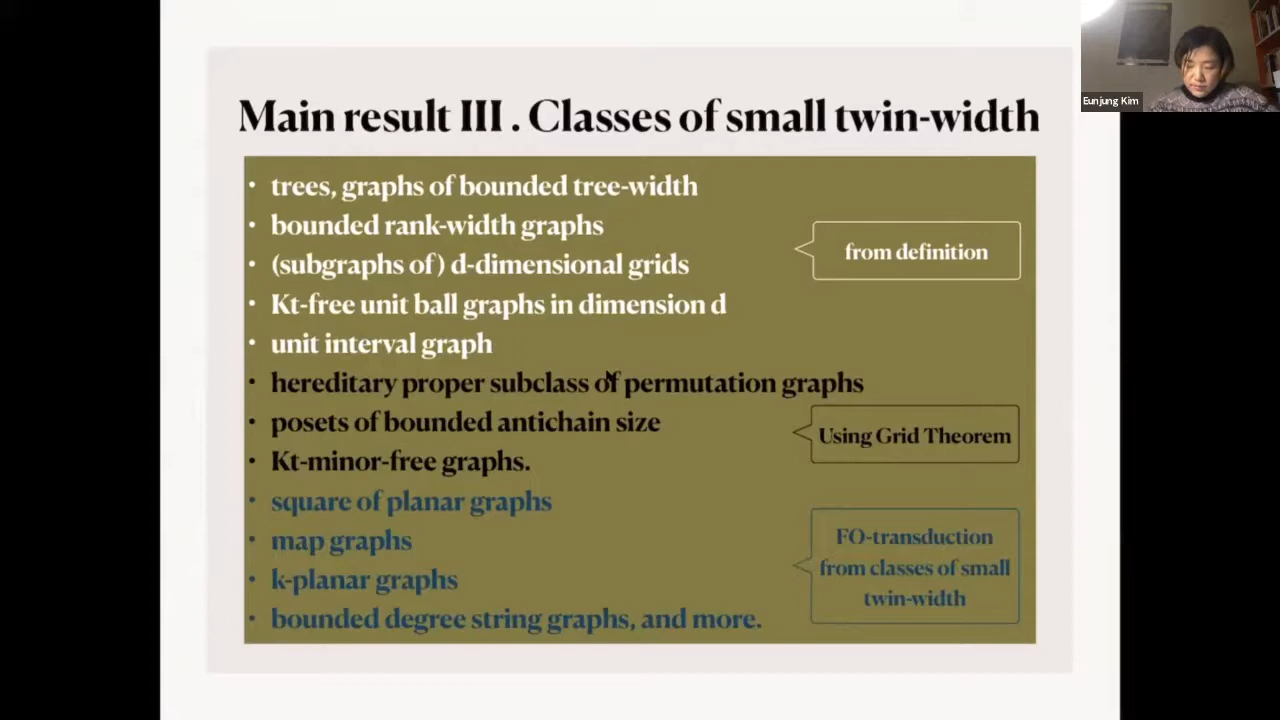 Main result III . Classes of small twin-width
Eunjung Kim
• trees, graphs of bounded tree-width
• bounded rank-width graphs
• (subgraphs of) d-dimensional grids
• Kt-free unit ball graphs in dimension d
• unit interval graph
from definition
• hereditary proper subclass of permutation graphs
• posets of bounded antichain size
• Kt-minor-free graphs.
Using Grid Theorem
• square of planar graphs
• map graphs
• k-planar graphs
• bounded degree string graphs, and more.
FO-transduction
from classes of small
twin-width